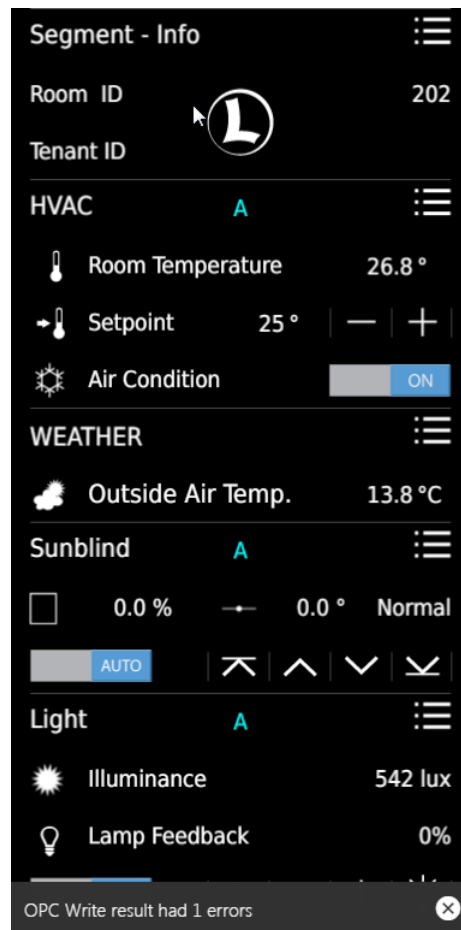 Segment - Info
Room ID 202
Tenant ID
HVAC A
Room Temperature 26.8 °
Setpoint 25 °
Air Condition ON
WEATHER
Outside Air Temp. 13.8 °C
Sunblind A
0.0 % 0.0 ° Normal
AUTO
Light A
Illuminance 542 lux
Lamp Feedback 0%
OPC Write result had 1 errors